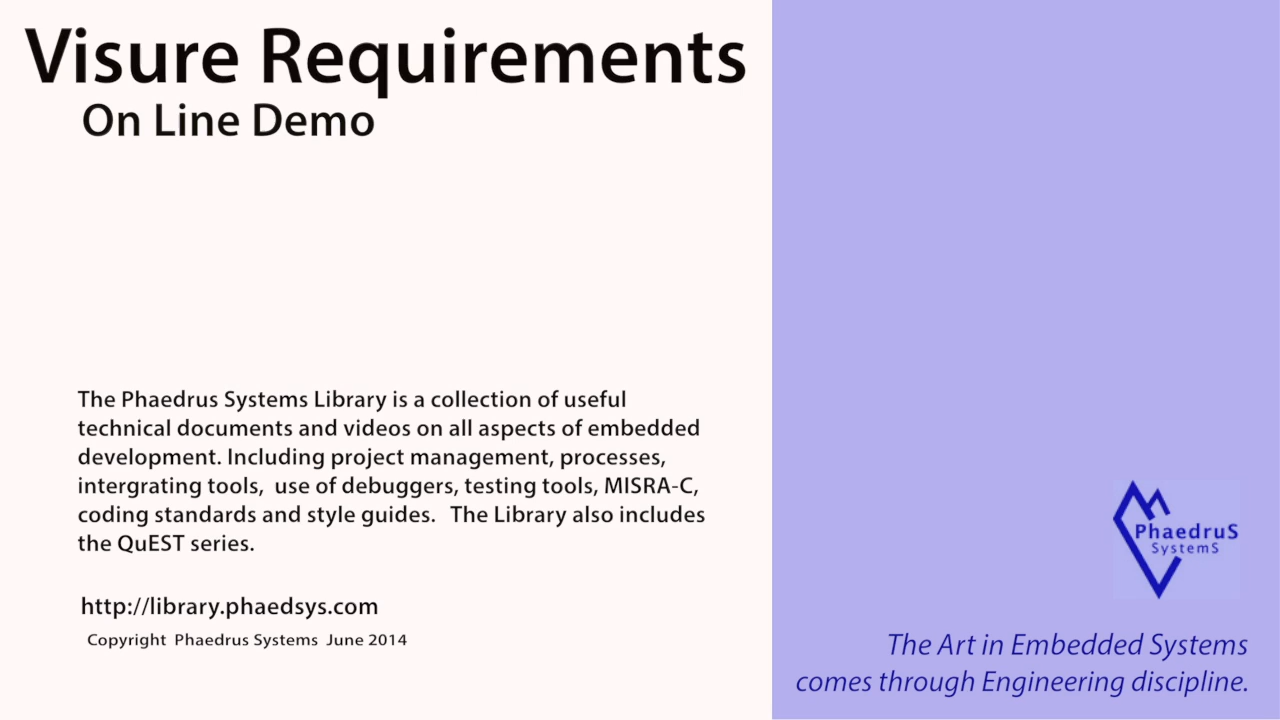 Visure Requirements
On Line Demo
The Phaedrus Systems Library is a collection of useful
technical documents and videos on all aspects of embedded
development. Including project management, processes,
intergrating tools,  use of debuggers, testing tools, MISRA-C,
coding standards and style guides.   The Library also includes
the QuEST series.
http://library.phaedsys.com
Copyright  Phaedrus Systems  June 2014
PhaedruS
SystemS
The Art in Embedded Systems
comes through Engineering discipline.